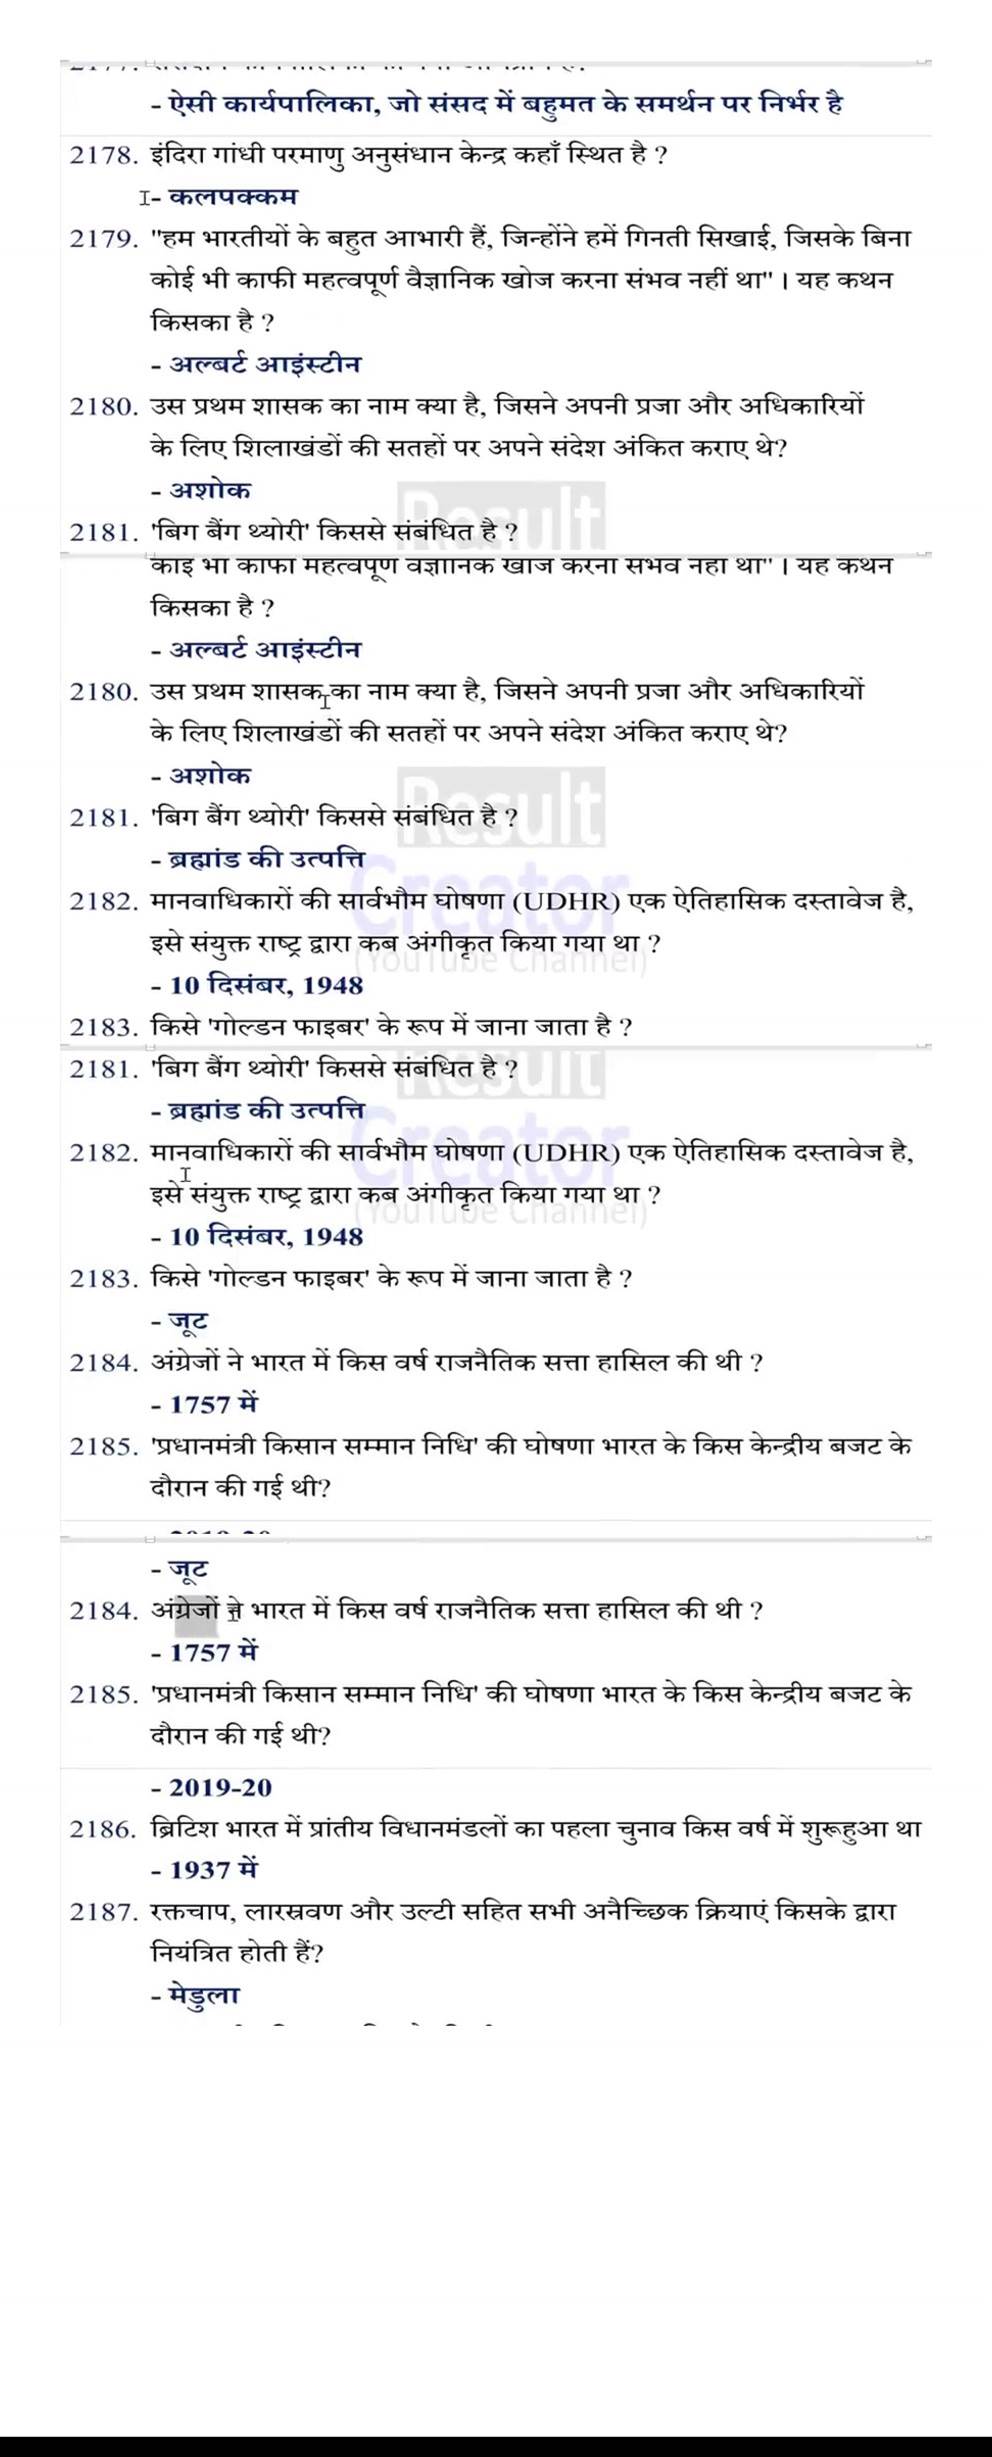 - ऐसी कार्यपालिका, जो संसद में बहुमत के समर्थन पर निर्भर है
2178. इंदिरा गांधी परमाणु अनुसंधान केन्द्र कहाँ स्थित है ?
- कलपक्कम
2179. "हम भारतीयों के बहुत आभारी हैं, जिन्होंने हमें गिनती सिखाई, जिसके बिना
कोई भी काफी महत्वपूर्ण वैज्ञानिक खोज करना संभव नहीं था" । यह कथन
किसका है ?
- अल्बर्ट आइंस्टीन
2180. उस प्रथम शासक का नाम क्या है, जिसने अपनी प्रजा और अधिकारियों
के लिए शिलाखंडों की सतहों पर अपने संदेश अंकित कराए थे?
- अशोक
Result
2181. 'बिग बैंग थ्योरी' किससे संबंधित है ?
कोई भी काफी महत्वपूर्ण वैज्ञानिक खोज करना संभव नहीं था" । यह कथन
किसका है ?
- अल्बर्ट आइंस्टीन
2180. उस प्रथम शासक का नाम क्या है, जिसने अपनी प्रजा और अधिकारियों
के लिए शिलाखंडों की सतहों पर अपने संदेश अंकित कराए थे?
- अशोक
Result
2181. 'बिग बैंग थ्योरी' किससे संबंधित है ?
- ब्रह्मांड की उत्पत्ति
Creator
2182. मानवाधिकारों की सार्वभौम घोषणा (UDHR) एक ऐतिहासिक दस्तावेज है,
इसे संयुक्त राष्ट्र द्वारा कब अंगीकृत किया गया था ?
(YouTube Channel)
- 10 दिसंबर, 1948
2183. किसे 'गोल्डन फाइबर' के रूप में जाना जाता है ?
Result
2181. 'बिग बैंग थ्योरी' किससे संबंधित है ?
- ब्रह्मांड की उत्पत्ति
Creator
2182. मानवाधिकारों की सार्वभौम घोषणा (UDHR) एक ऐतिहासिक दस्तावेज है,
इसे संयुक्त राष्ट्र द्वारा कब अंगीकृत किया गया था ?
(YouTube Channel)
- 10 दिसंबर, 1948
2183. किसे 'गोल्डन फाइबर' के रूप में जाना जाता है ?
- जूट
2184. अंग्रेजों ने भारत में किस वर्ष राजनैतिक सत्ता हासिल की थी ?
- 1757 में
2185. 'प्रधानमंत्री किसान सम्मान निधि' की घोषणा भारत के किस केन्द्रीय बजट के
दौरान की गई थी?
- जूट
2184. अंग्रेजों ने भारत में किस वर्ष राजनैतिक सत्ता हासिल की थी ?
- 1757 में
2185. 'प्रधानमंत्री किसान सम्मान निधि' की घोषणा भारत के किस केन्द्रीय बजट के
दौरान की गई थी?
- 2019-20
2186. ब्रिटिश भारत में प्रांतीय विधानमंडलों का पहला चुनाव किस वर्ष में शुरूहुआ था
- 1937 में
2187. रक्तचाप, लारस्रवण और उल्टी सहित सभी अनैच्छिक क्रियाएं किसके द्वारा
नियंत्रित होती हैं?
- मेडुला